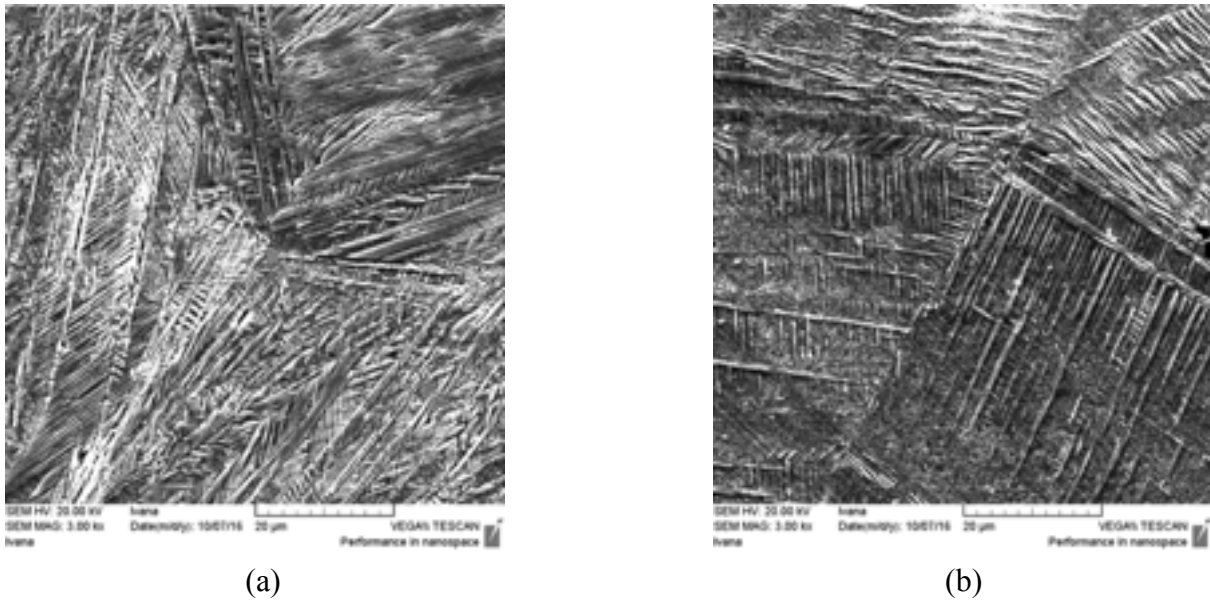 SEM HV: 20.00 kV Ivana
SEM MAG: 3.00 kx Date(m/d/y): 10/07/16 20 µm VEGA\\ TESCAN
Ivana Performance in nanospace
SEM HV: 20.00 kV Ivana
SEM MAG: 3.00 kx Date(m/d/y): 10/07/16 20 µm VEGA\\ TESCAN
Ivana Performance in nanospace
(a)
(b)